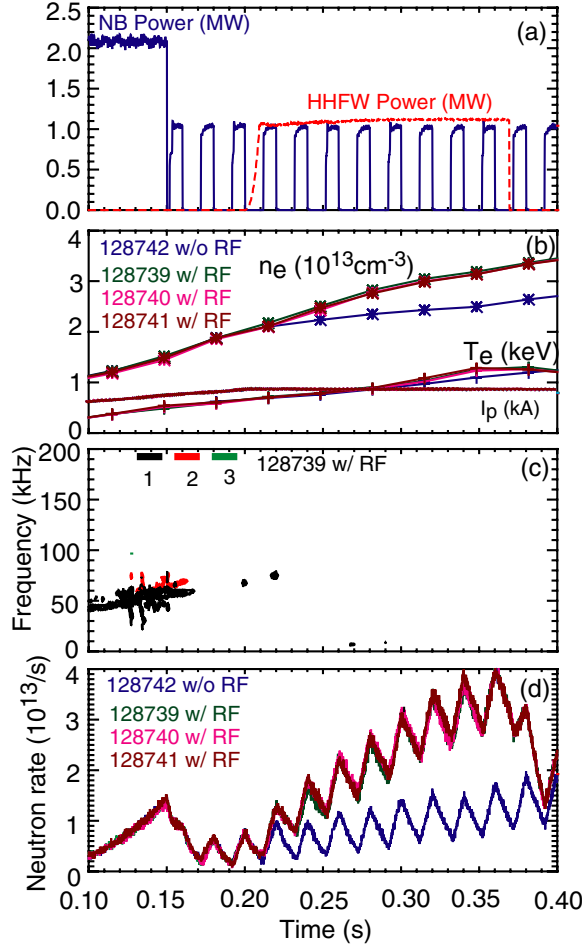 NB Power (MW)
(a)
HHFW Power (MW)
2.5
2.0
1.5
1.0
0.5
0.0
128742 w/o RF
(b)
128739 w/ RF
128740 w/ RF
128741 w/ RF
nₑ (10¹³cm⁻³)
Tₑ (keV)
Iₚ (kA)
4
3
2
1
0
1 2 3
128739 w/ RF
(c)
Frequency (kHz)
200
150
100
50
0
128742 w/o RF
(d)
128739 w/ RF
128740 w/ RF
128741 w/ RF
Neutron rate (10¹³/s)
4
3
2
1
0
0.10 0.15 0.20 0.25 0.30 0.35 0.40
Time (s)